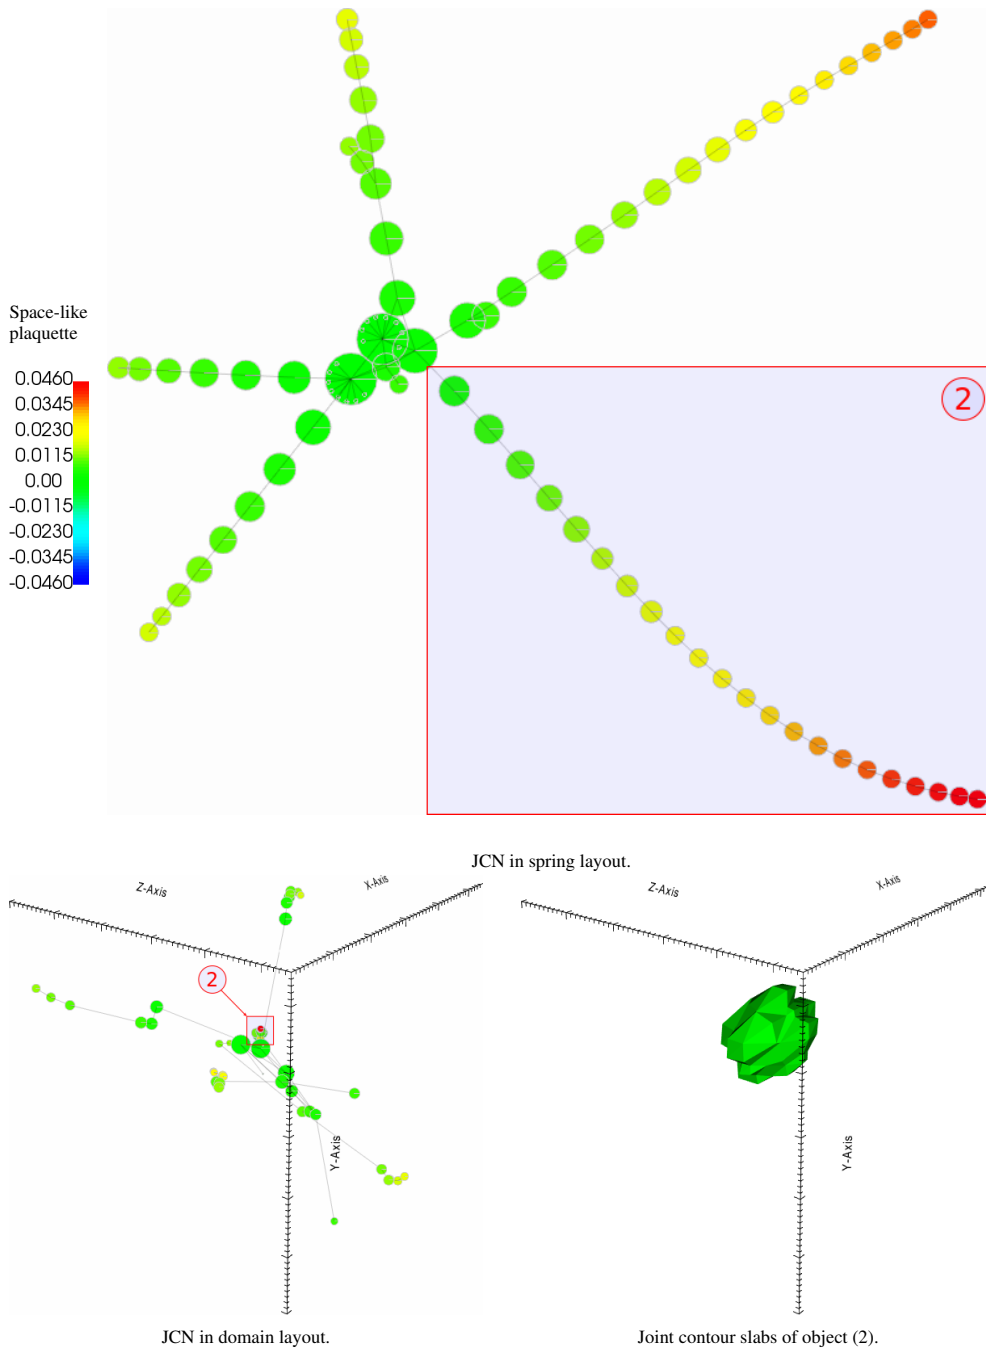 Space-like
plaquette
0.0460
0.0345
0.0230
0.0115
0.00
-0.0115
-0.0230
-0.0345
-0.0460
2
JCN in spring layout.
Z-Axis
X-Axis
2
Y-Axis
Z-Axis
X-Axis
Y-Axis
JCN in domain layout.
Joint contour slabs of object (2).